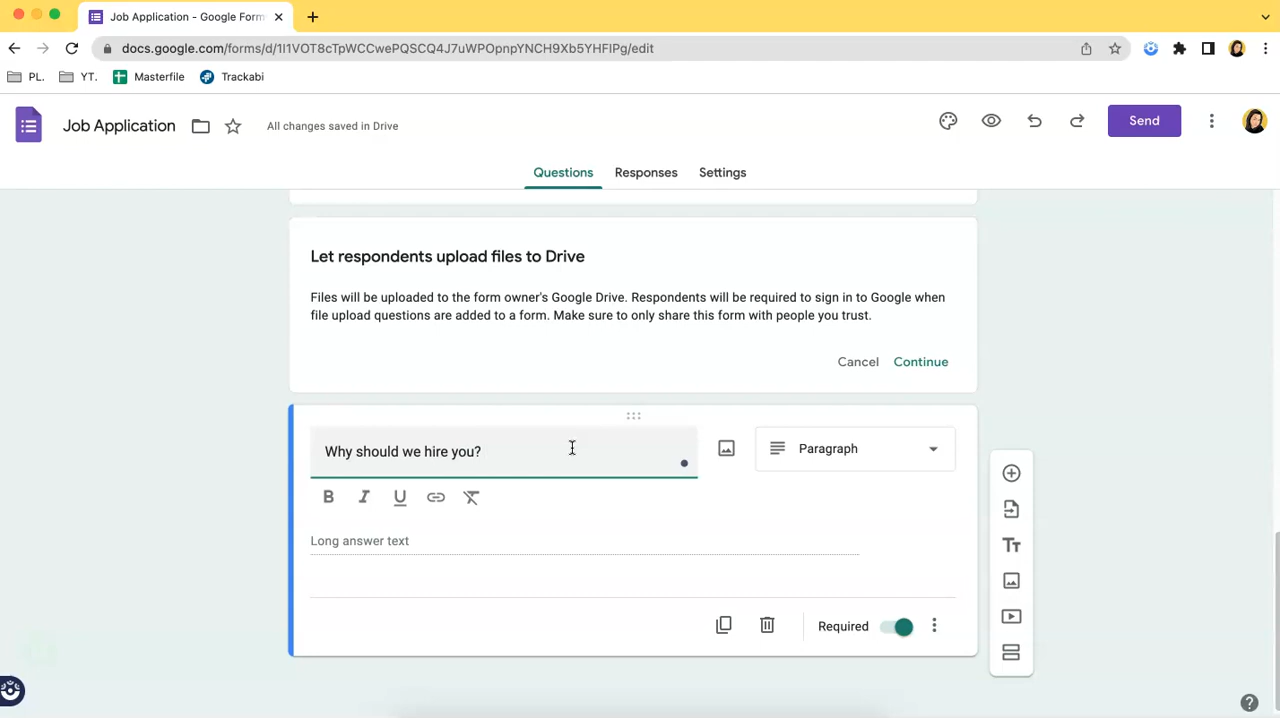 Job Application - Google Form
docs.google.com/forms/d/1I1VOT8cTpWCCwePQSCQ4J7uWPOpnpYNCH9Xb5YHFIPg/edit
PL.
YT.
Masterfile
Trackabi
Job Application
All changes saved in Drive
Send
Questions
Responses
Settings
Let respondents upload files to Drive
Files will be uploaded to the form owner's Google Drive. Respondents will be required to sign in to Google when
file upload questions are added to a form. Make sure to only share this form with people you trust.
Cancel
Continue
Why should we hire you?
Paragraph
B I U
Long answer text
Required
Tт